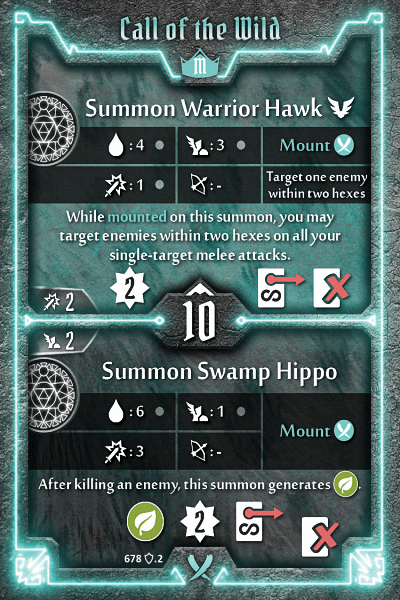 Call of the Wild
M
Summon Warrior Hawk
: 4 : 3 Mount
: 1 : - Target one enemy
within two hexes
While mounted on this summon, you may
target enemies within two hexes on all your
single-target melee attacks.
2
2
10
2
Summon Swamp Hippo
: 6 : 1 Mount
: 3 : -
After killing an enemy, this summon generates .
2
678 .2